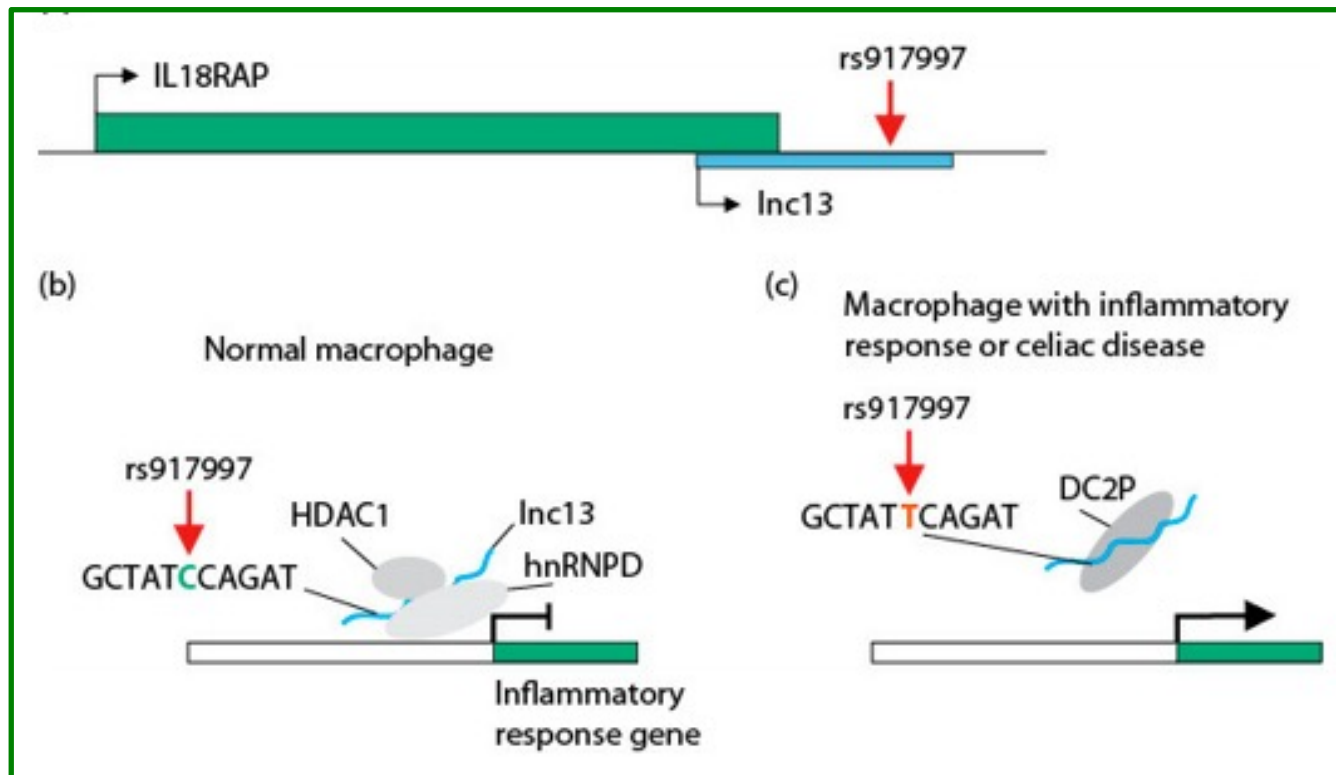 IL18RAP
rs917997
lnc13
(b)
Normal macrophage
rs917997
HDAC1
lnc13
hnRNPD
GCTATCCAGAT
Inflammatory
response gene
(c)
Macrophage with inflammatory
response or celiac disease
rs917997
DC2P
GCTATTCAGAT